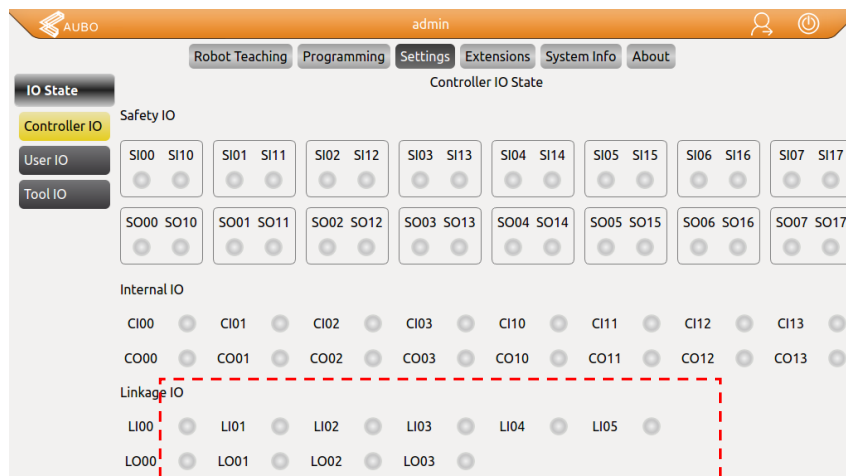 AUBO admin
Robot Teaching Programming Settings Extensions System Info About
IO State
Controller IO
User IO
Tool IO
Controller IO State
Safety IO
SI00 SI10 SI01 SI11 SI02 SI12 SI03 SI13 SI04 SI14 SI05 SI15 SI06 SI16 SI07 SI17
SO00 SO10 SO01 SO11 SO02 SO12 SO03 SO13 SO04 SO14 SO05 SO15 SO06 SO16 SO07 SO17
Internal IO
CI00 CI01 CI02 CI03 CI10 CI11 CI12 CI13
CO00 CO01 CO02 CO03 CO10 CO11 CO12 CO13
Linkage IO
LI00 LI01 LI02 LI03 LI04 LI05
LO00 LO01 LO02 LO03